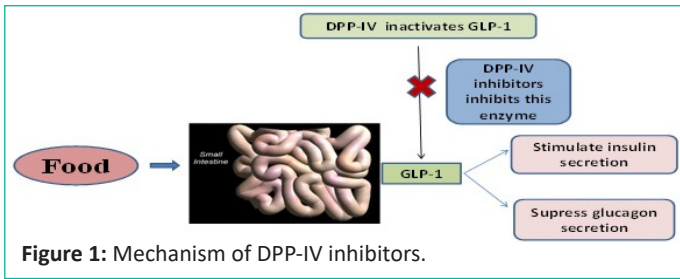 DPP-IV inactivates GLP-1
DPP-IV
inhibitors
inhibits this
enzyme
Small
Intestine
Food
GLP-1
Stimulate insulin
secretion
Supress glucagon
secretion
Figure 1: Mechanism of DPP-IV inhibitors.